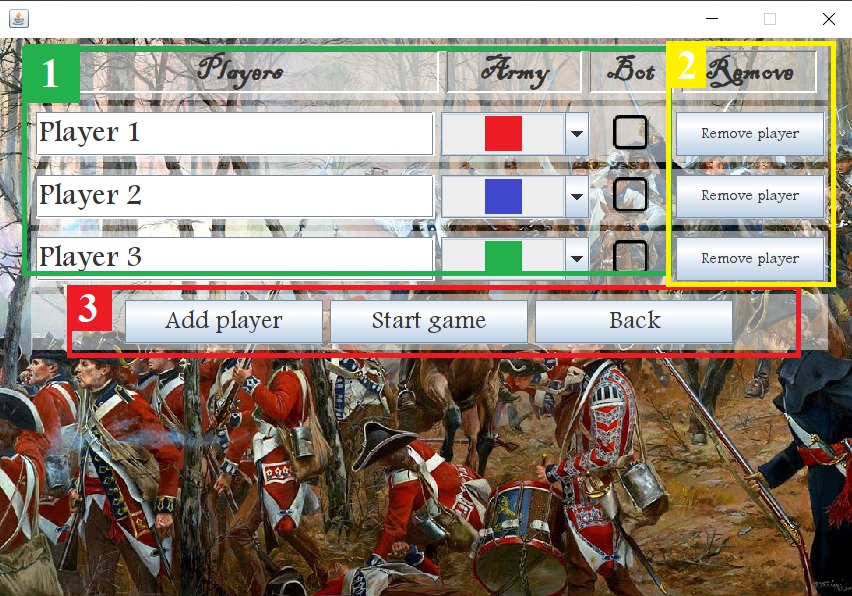 1 Players Army Bot 2 Remove
Player 1 Remove player
Player 2 Remove player
Player 3 Remove player
3 Add player Start game Back